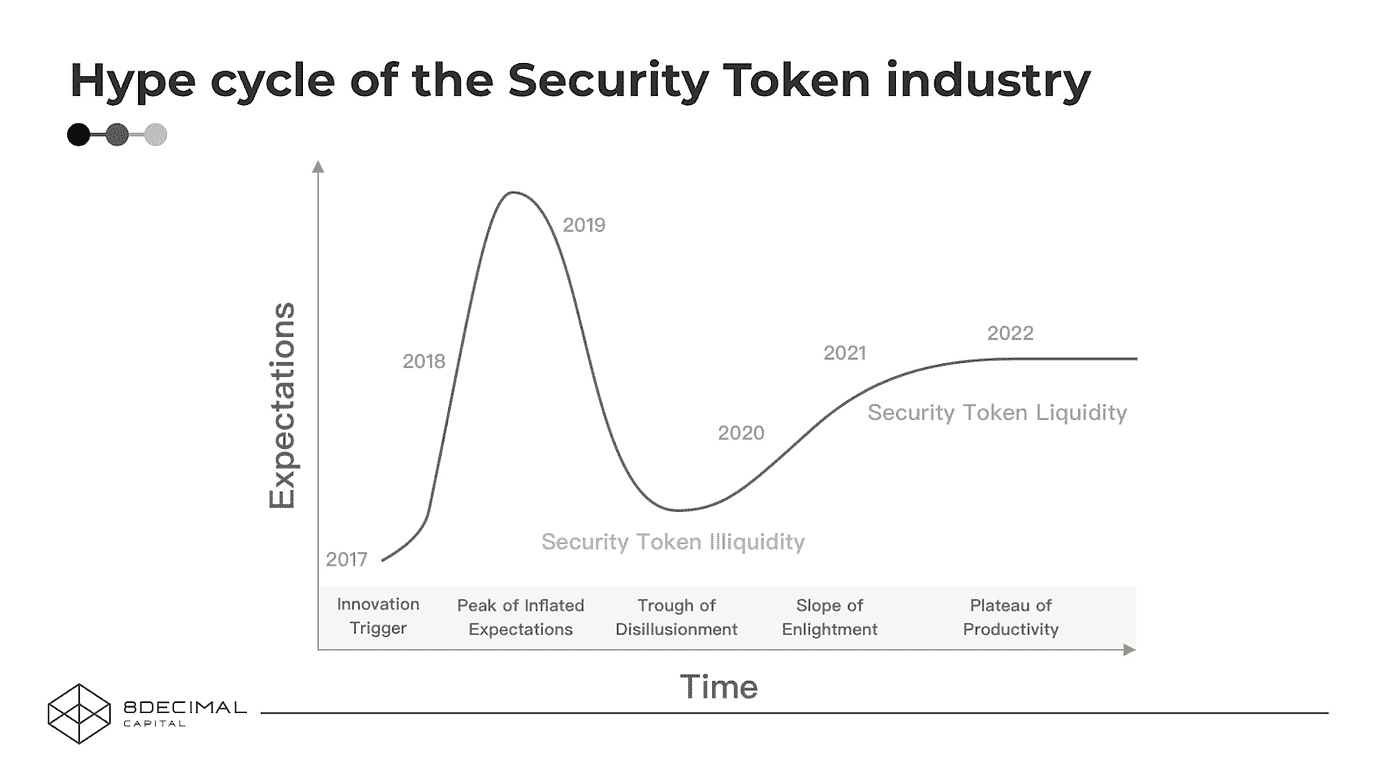 Hype cycle of the Security Token industry
Expectations
2017
2018
2019
2020
2021
2022
Security Token Illiquidity
Security Token Liquidity
Innovation
Trigger
Peak of Inflated
Expectations
Trough of
Disillusionment
Slope of
Enlightment
Plateau of
Productivity
Time
8DECIMAL
CAPITAL